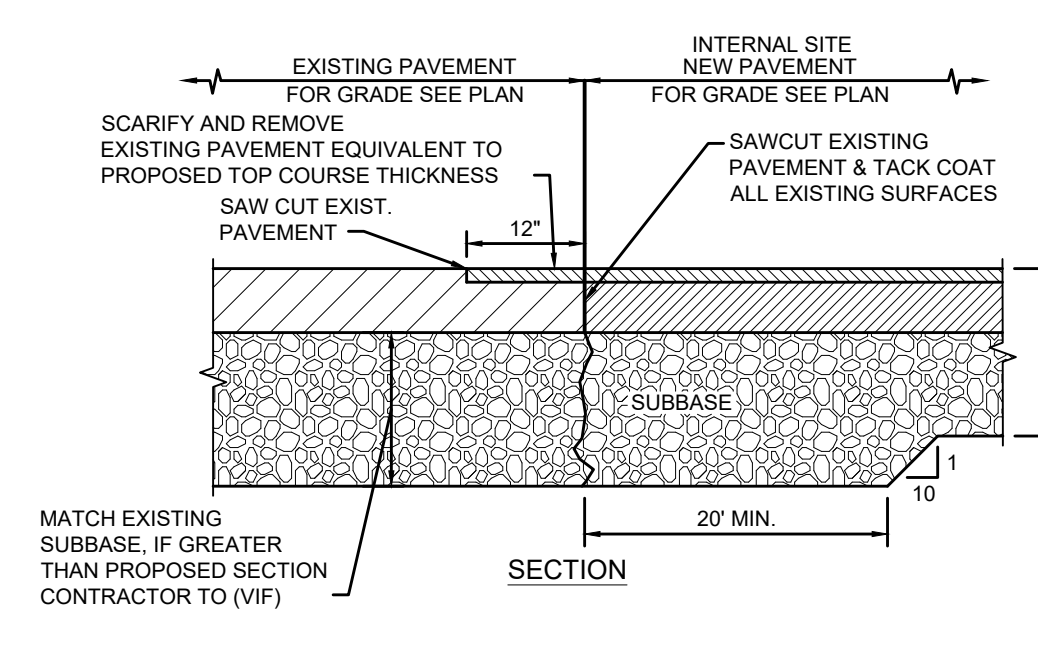 EXISTING PAVEMENT
FOR GRADE SEE PLAN
INTERNAL SITE
NEW PAVEMENT
FOR GRADE SEE PLAN
SCARIFY AND REMOVE
EXISTING PAVEMENT EQUIVALENT TO
PROPOSED TOP COURSE THICKNESS
SAW CUT EXIST.
PAVEMENT
12"
SAWCUT EXISTING
PAVEMENT & TACK COAT
ALL EXISTING SURFACES
SUBBASE
1
10
20' MIN.
MATCH EXISTING
SUBBASE, IF GREATER
THAN PROPOSED SECTION
CONTRACTOR TO (VIF)
SECTION